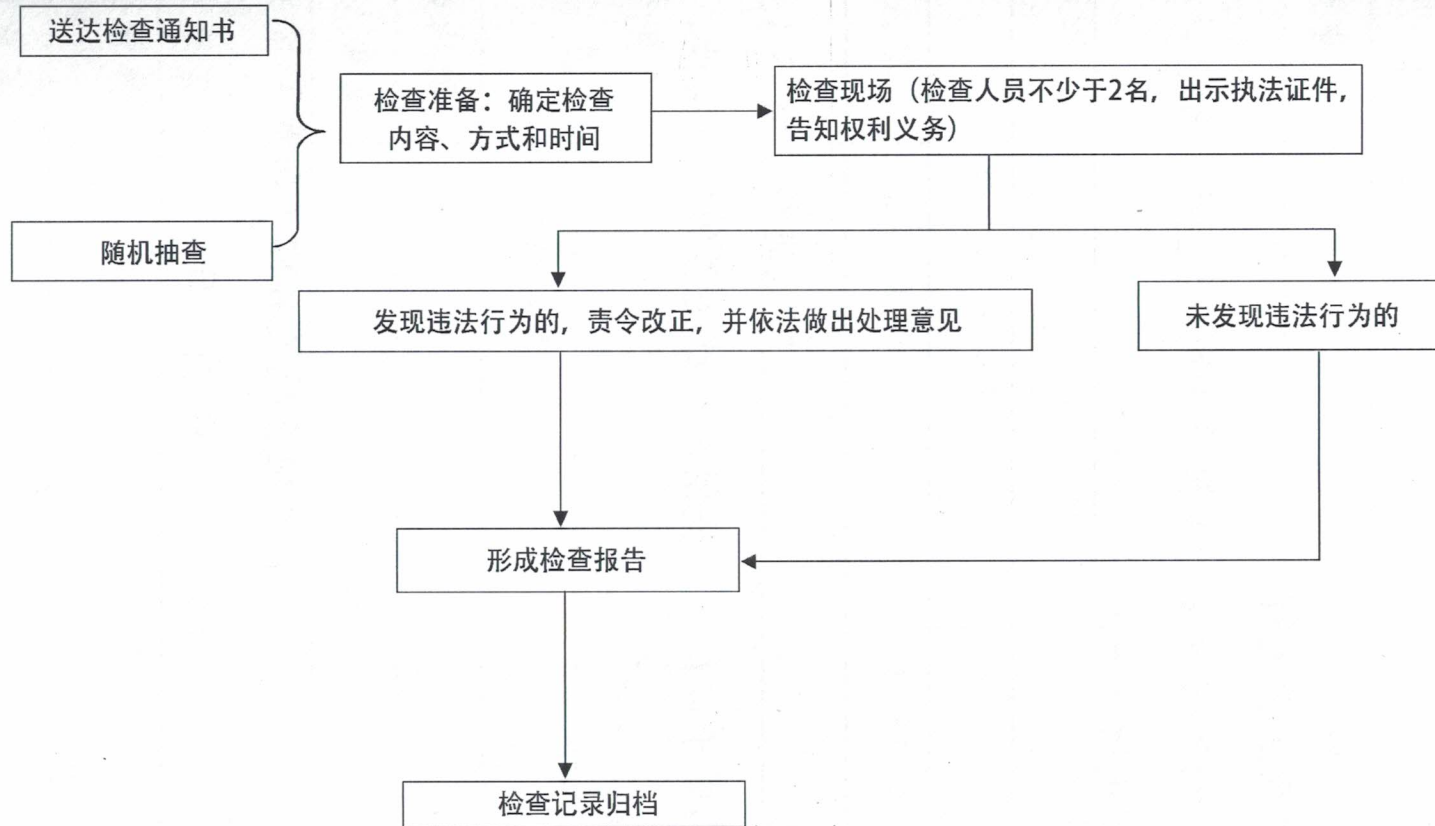 送达检查通知书
检查准备：确定检查
内容、方式和时间
检查现场（检查人员不少于2名，出示执法证件，
告知权利义务）
随机抽查
发现违法行为的，责令改正，并依法做出处理意见
未发现违法行为的
形成检查报告
检查记录归档